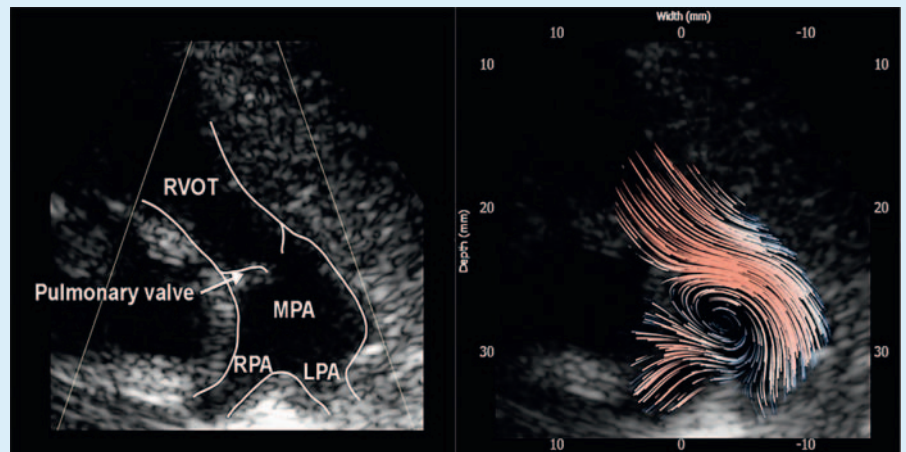 RVOT
Pulmonary valve
MPA
RPA
LPA
Width (mm)
10 0 -10
10 10
20 20
Depth (mm)
30 30
10 0 -10